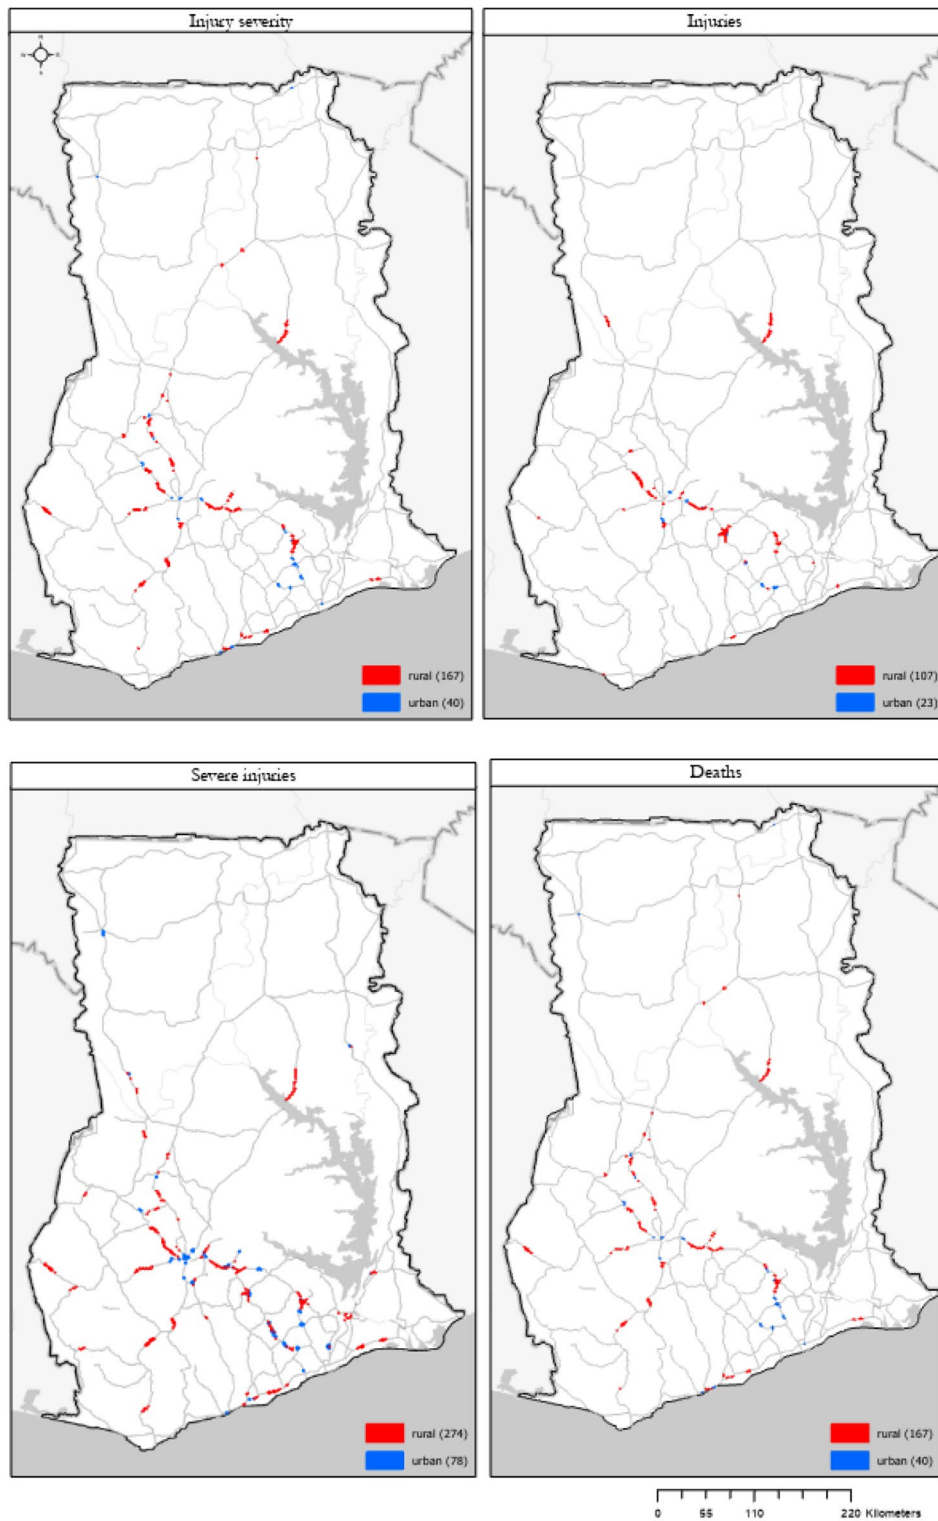 Injury severity
Injuries
N
W E
S
rural (167)
urban (40)
rural (107)
urban (23)
Severe injuries
Deaths
rural (274)
urban (78)
rural (167)
urban (40)
0 55 110 220 Kilometers